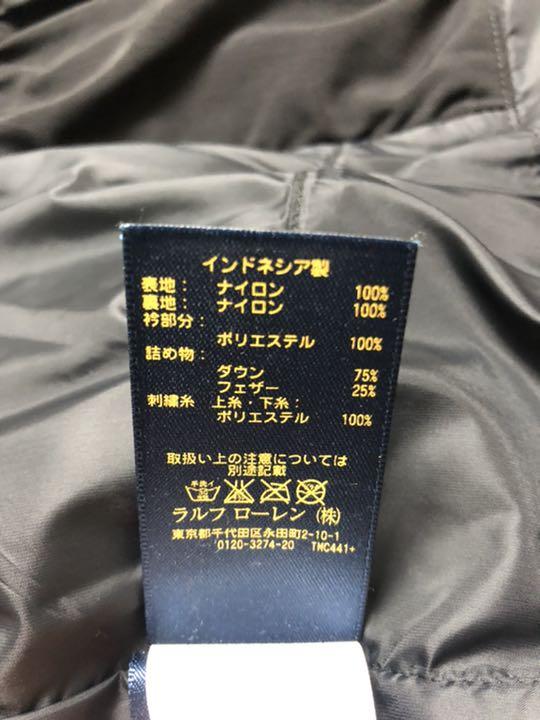 インドネシア製
表地: ナイロン 100%
裏地: ナイロン 100%
衿部分:
ポリエステル 100%
詰め物:
ダウン 75%
フェザー 25%
刺繍糸 上糸・下糸:
ポリエステル 100%
取扱い上の注意については
別途記載
手洗イ
ラルフ ローレン (株)
東京都千代田区永田町2-10-1
0120-3274-20 TMC441+